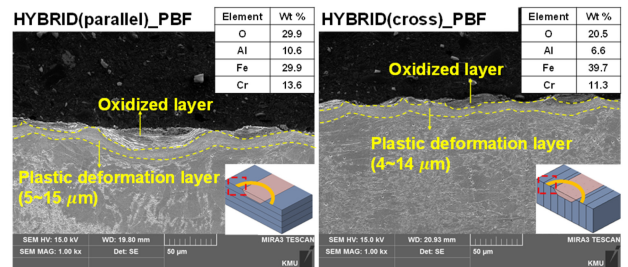 HYBRID(parallel)_PBF
Element Wt %
O 29.9
Al 10.6
Fe 29.9
Cr 13.6
Oxidized layer
Plastic deformation layer
(5~15 μm)
SEM HV: 15.0 kV WD: 19.80 mm MIRA3 TESCAN
SEM MAG: 1.00 kx Det: SE 50 μm
KMU
HYBRID(cross)_PBF
Element Wt %
O 20.5
Al 6.6
Fe 39.7
Cr 11.3
Oxidized layer
Plastic deformation layer
(4~14 μm)
SEM HV: 15.0 kV WD: 20.93 mm MIRA3 TESCAN
SEM MAG: 1.00 kx Det: SE 50 μm
KMU